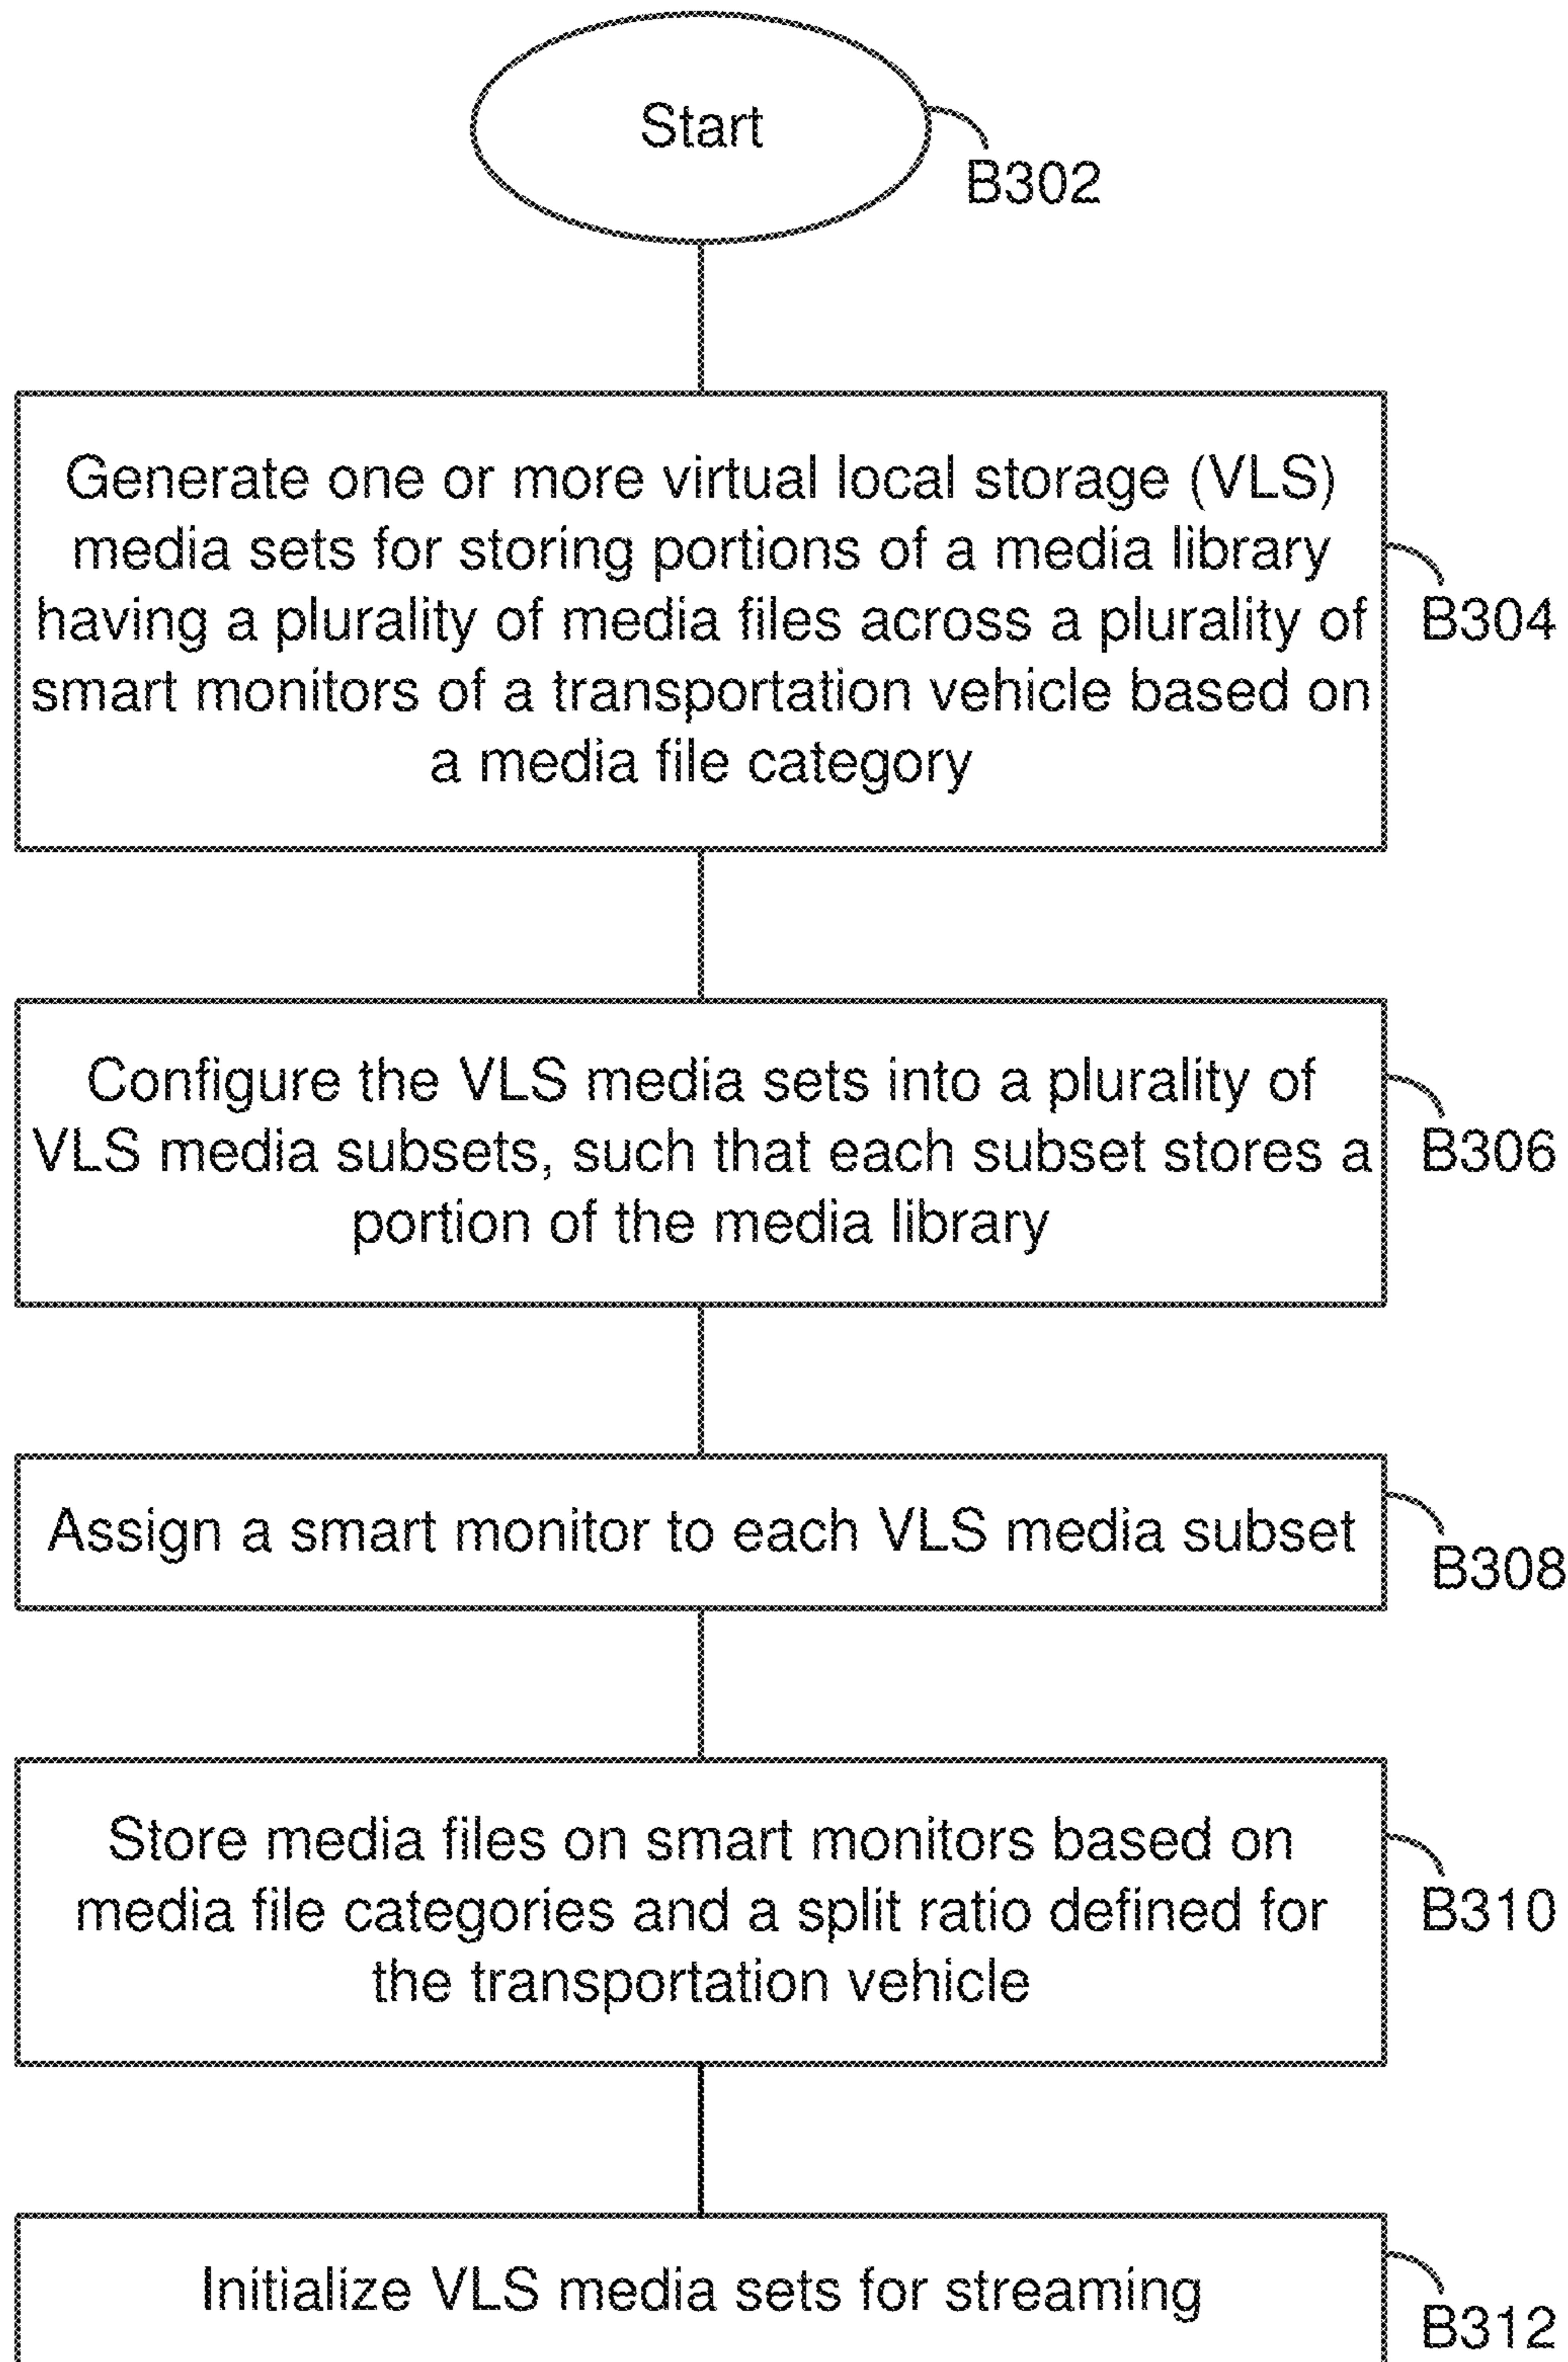 Start
B302
Generate one or more virtual local storage (VLS)
media sets for storing portions of a media library
having a plurality of media files across a plurality of
smart monitors of a transportation vehicle based on
a media file category
B304
Configure the VLS media sets into a plurality of
VLS media subsets, such that each subset stores a
portion of the media library
B306
Assign a smart monitor to each VLS media subset
B308
Store media files on smart monitors based on
media file categories and a split ratio defined for
the transportation vehicle
B310
Initialize VLS media sets for streaming
B312